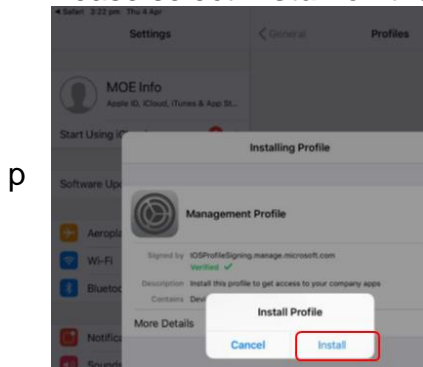 Safari 3:22 pm Thu 4 Apr
Settings
General
Profiles
MOE Info
Apple ID, iCloud, iTunes & App St...
Start Using
Installing Profile
p
Software
Management Profile
Aeropla
Signed by IOSProfileSigning.manage.microsoft.com
Verified ✓
Wi-Fi
Description Install this profile to get access to your company apps
Bluetoo
Contains
Install Profile
More Details
Notifica
Cancel
Install
Sounds